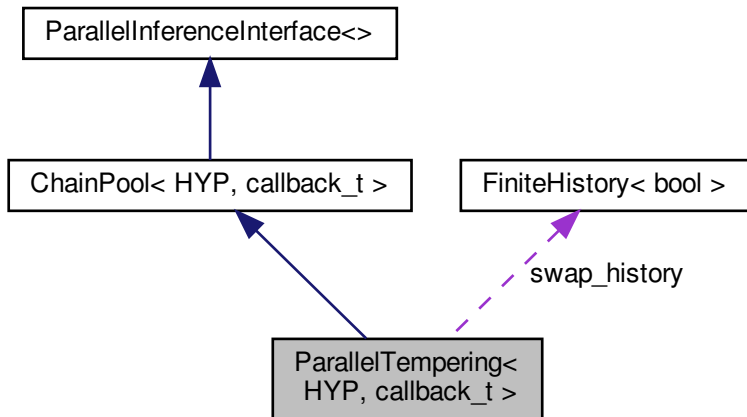 ParallelInferenceInterface<>
ChainPool< HYP, callback_t >
FiniteHistory< bool >
swap_history
ParallelTempering<
HYP, callback_t >